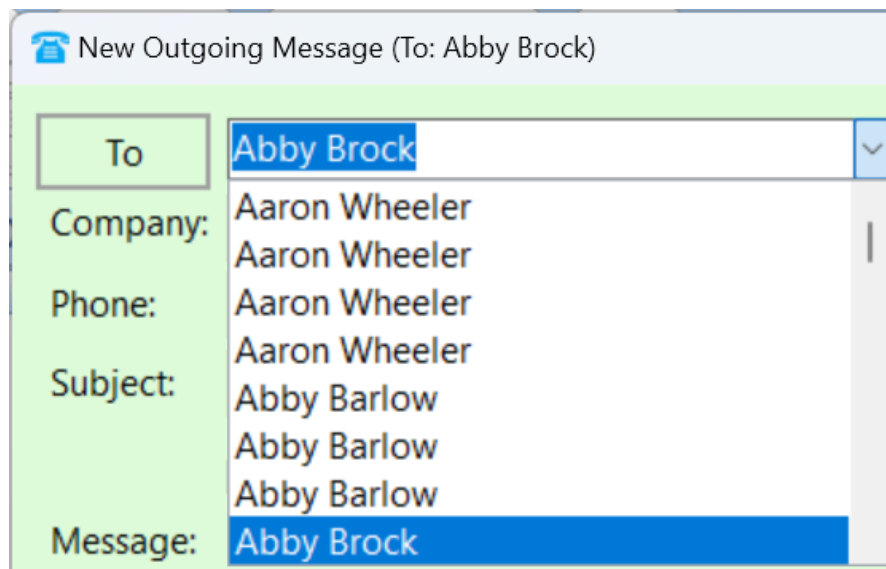 New Outgoing Message (To: Abby Brock)
To
Abby Brock
Company:
Phone:
Subject:
Message:
Aaron Wheeler
Aaron Wheeler
Aaron Wheeler
Aaron Wheeler
Abby Barlow
Abby Barlow
Abby Barlow
Abby Brock